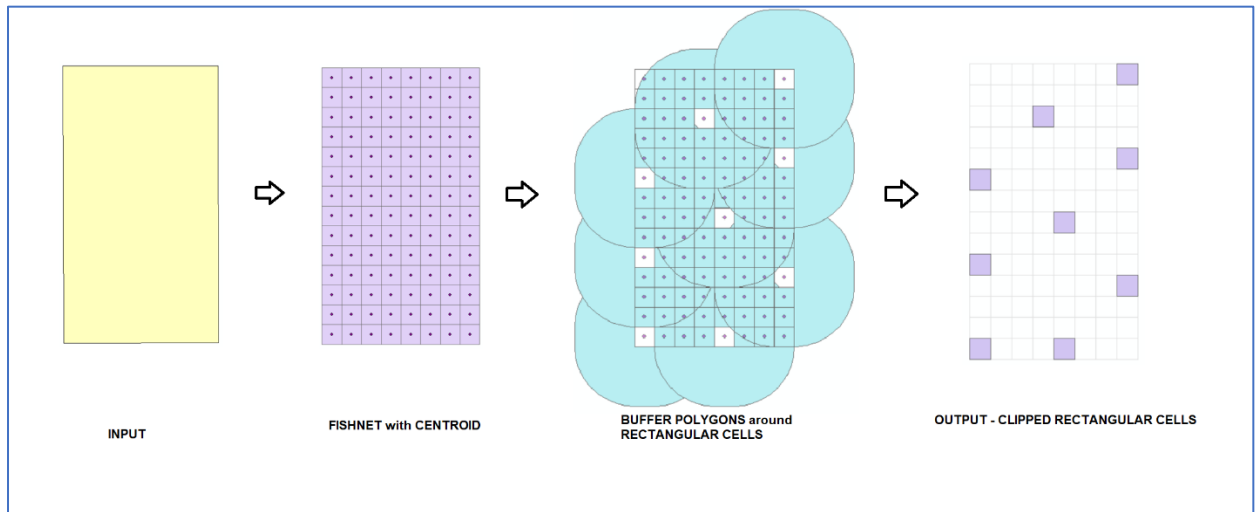 INPUT
FISHNET with CENTROID
BUFFER POLYGONS around
RECTANGULAR CELLS
OUTPUT - CLIPPED RECTANGULAR CELLS